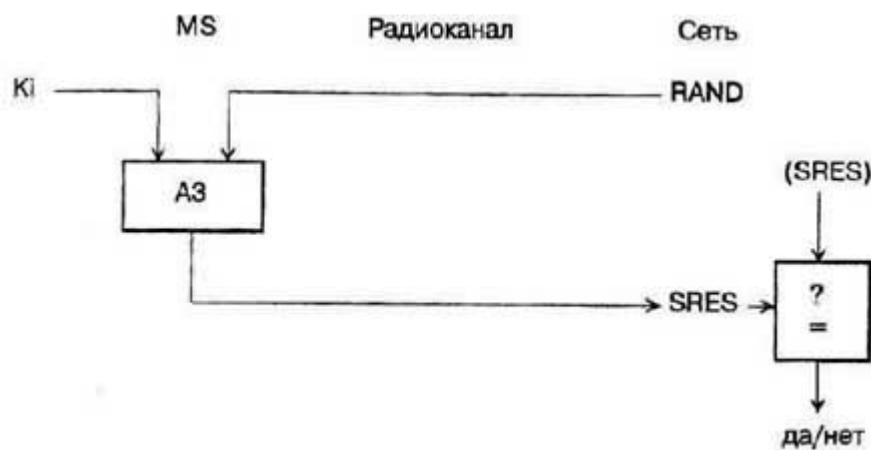 MS Радиоканал Сеть
Ki RAND
A3
(SRES)
SRES
?
=
да/нет